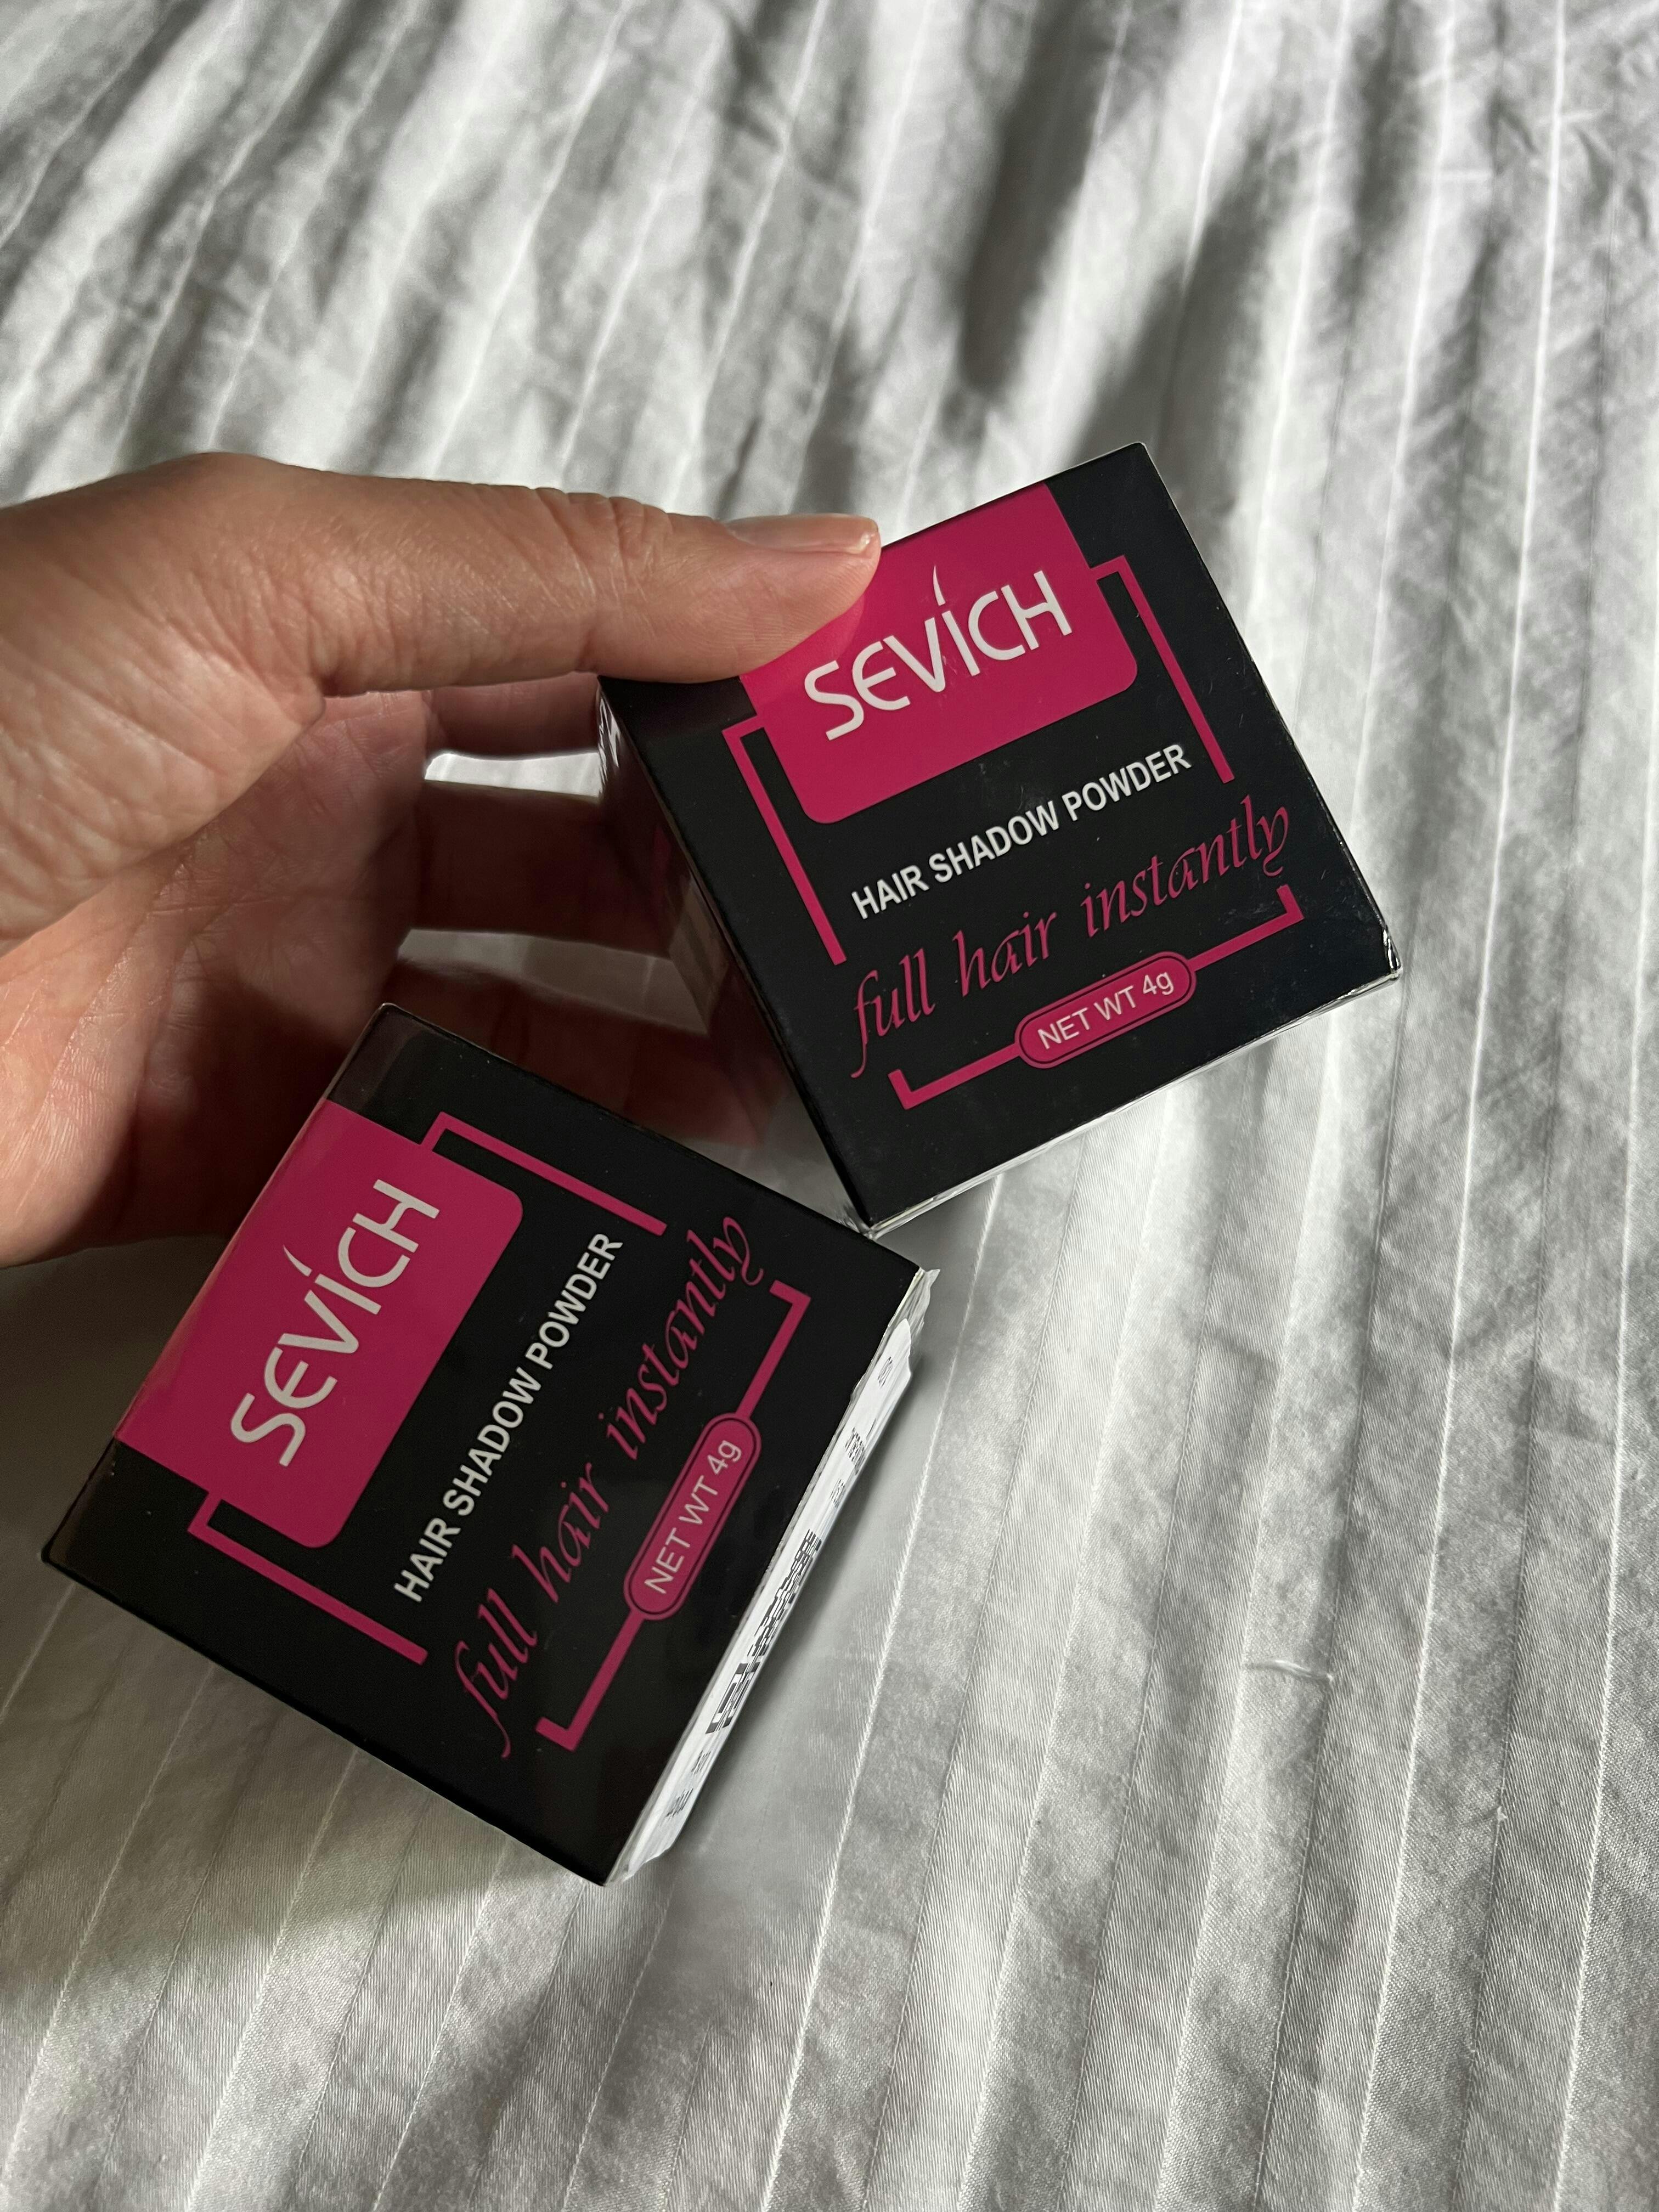 SEVICH
HAIR SHADOW POWDER
full hair instantly
NET WT 4g
SEVICH
HAIR SHADOW POWDER
full hair instantly
NET WT 4g